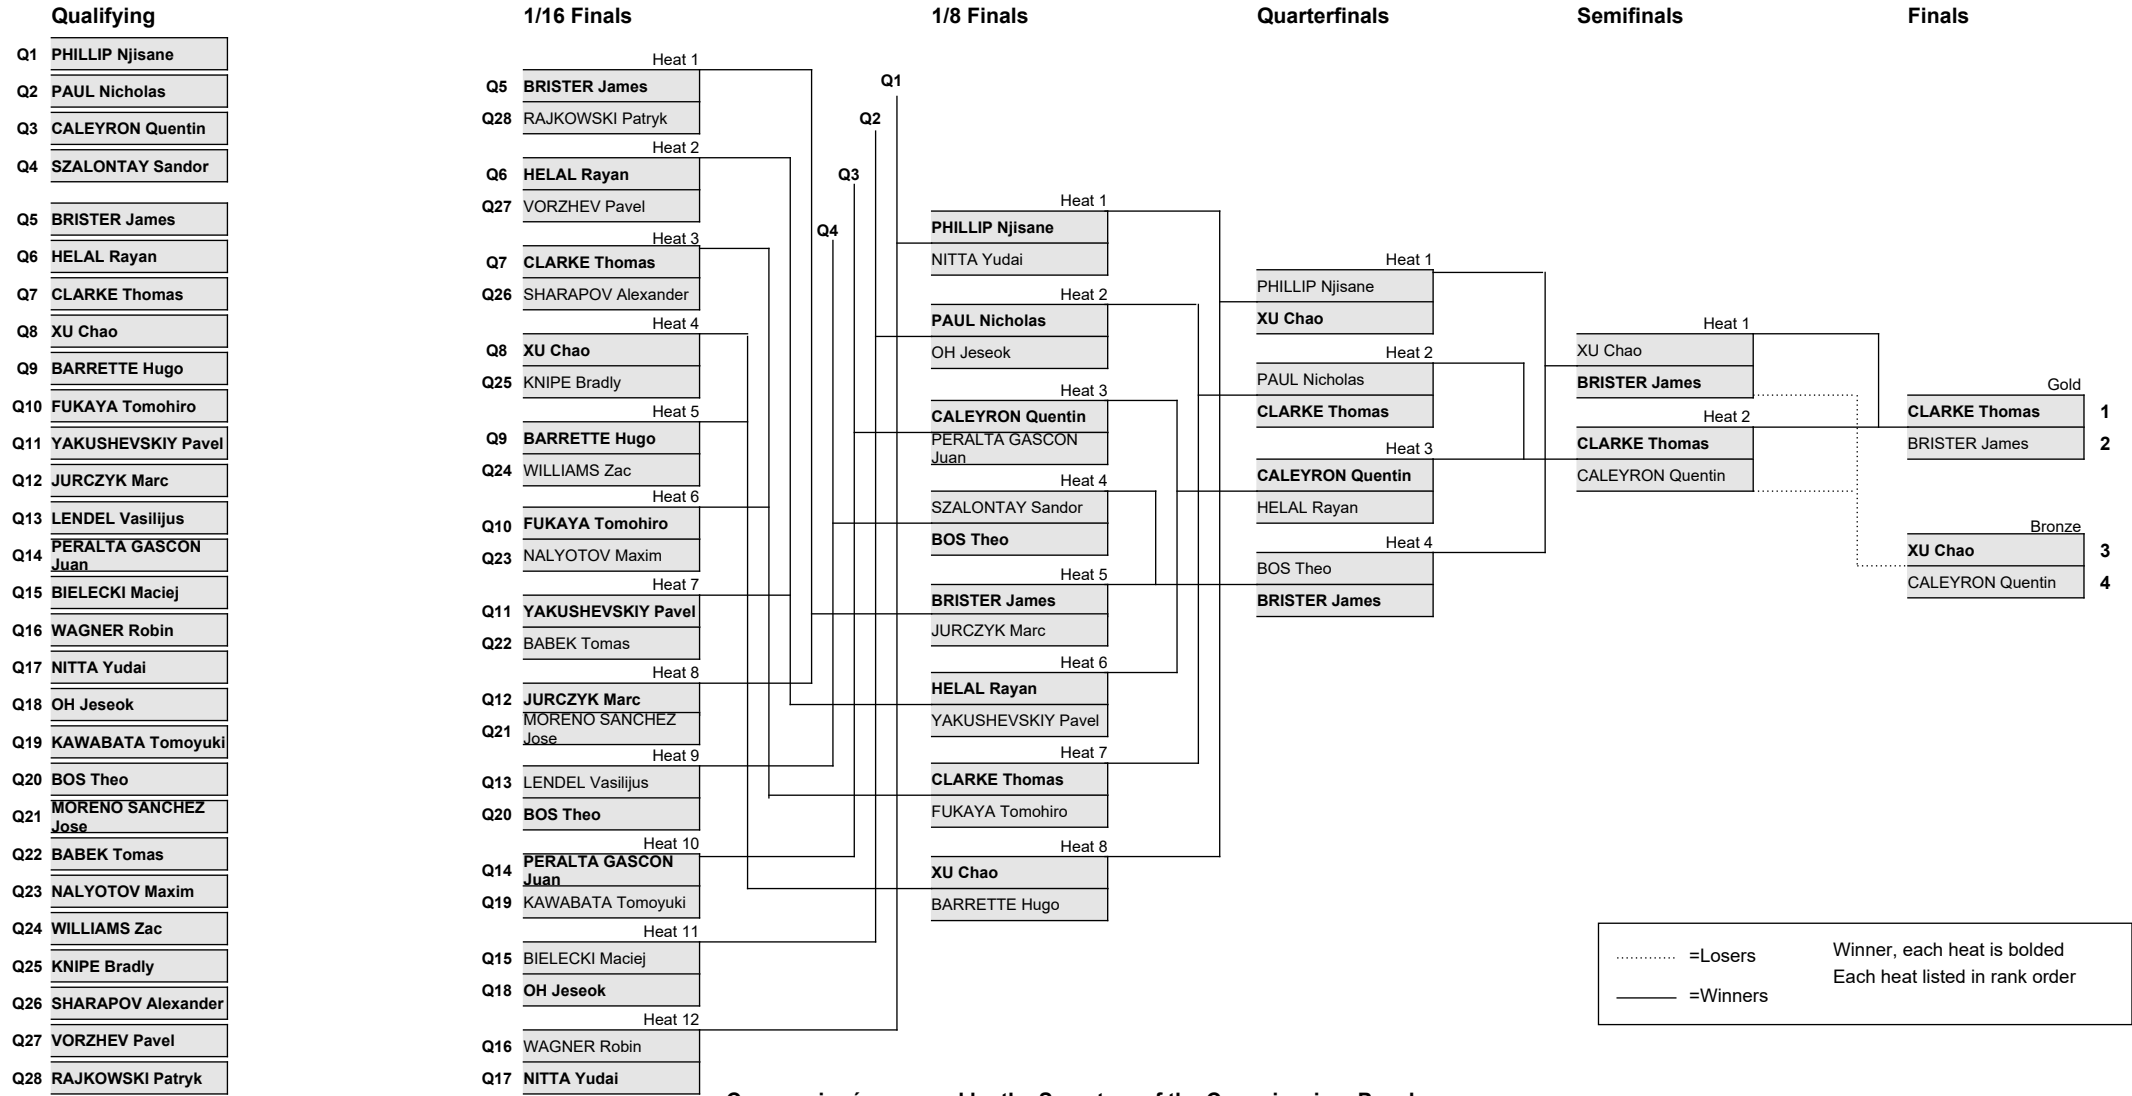 Qualifying
1/16 Finals
1/8 Finals
Quarterfinals
Semifinals
Finals
Q1 PHILLIP Njisane
Q2 PAUL Nicholas
Q3 CALEYRON Quentin
Q4 SZALONTAY Sandor
Q5 BRISTER James
Q6 HELAL Rayan
Q7 CLARKE Thomas
Q8 XU Chao
Q9 BARRETTE Hugo
Q10 FUKAYA Tomohiro
Q11 YAKUSHEVSKIY Pavel
Q12 JURCZYK Marc
Q13 LENDEL Vasilijus
Q14 PERALTA GASCON
Juan
Q15 BIELECKI Maciej
Q16 WAGNER Robin
Q17 NITTA Yudai
Q18 OH Jeseok
Q19 KAWABATA Tomoyuki
Q20 BOS Theo
Q21 MORENO SANCHEZ
Jose
Q22 BABEK Tomas
Q23 NALYOTOV Maxim
Q24 WILLIAMS Zac
Q25 KNIPE Bradly
Q26 SHARAPOV Alexander
Q27 VORZHEV Pavel
Q28 RAJKOWSKI Patryk
Heat 1
Q5 BRISTER James
Q28 RAJKOWSKI Patryk
Heat 2
Q6 HELAL Rayan
Q27 VORZHEV Pavel
Heat 3
Q7 CLARKE Thomas
Q26 SHARAPOV Alexander
Heat 4
Q8 XU Chao
Q25 KNIPE Bradly
Heat 5
Q9 BARRETTE Hugo
Q24 WILLIAMS Zac
Heat 6
Q10 FUKAYA Tomohiro
Q23 NALYOTOV Maxim
Heat 7
Q11 YAKUSHEVSKIY Pavel
Q22 BABEK Tomas
Heat 8
Q12 JURCZYK Marc
Q21 MORENO SANCHEZ
Jose
Heat 9
Q13 LENDEL Vasilijus
Q20 BOS Theo
Heat 10
Q14 PERALTA GASCON
Juan
Q19 KAWABATA Tomoyuki
Heat 11
Q15 BIELECKI Maciej
Q18 OH Jeseok
Heat 12
Q16 WAGNER Robin
Q17 NITTA Yudai
Q1
Q2
Q3
Q4
Heat 1
PHILLIP Njisane
NITTA Yudai
Heat 2
PAUL Nicholas
OH Jeseok
Heat 3
CALEYRON Quentin
PERALTA GASCON
Juan
Heat 4
SZALONTAY Sandor
BOS Theo
Heat 5
BRISTER James
JURCZYK Marc
Heat 6
HELAL Rayan
YAKUSHEVSKIY Pavel
Heat 7
CLARKE Thomas
FUKAYA Tomohiro
Heat 8
XU Chao
BARRETTE Hugo
Heat 1
PHILLIP Njisane
XU Chao
Heat 2
PAUL Nicholas
CLARKE Thomas
Heat 3
CALEYRON Quentin
HELAL Rayan
Heat 4
BOS Theo
BRISTER James
Heat 1
XU Chao
BRISTER James
Heat 2
CLARKE Thomas
CALEYRON Quentin
Gold
CLARKE Thomas 1
BRISTER James 2
Bronze
XU Chao 3
CALEYRON Quentin 4
=Losers
=Winners
Winner, each heat is bolded
Each heat listed in rank order